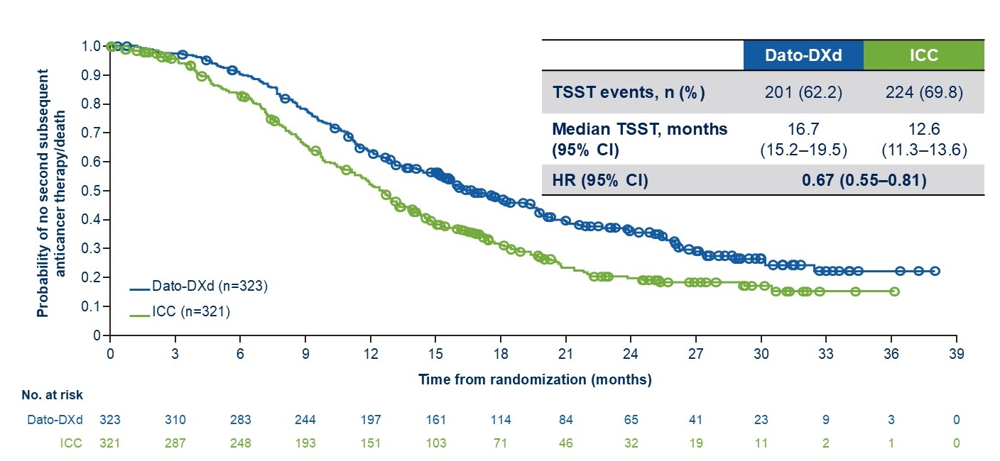 Dato-DXd ICC
TSST events, n (%) 201 (62.2) 224 (69.8)
Median TSST, months 16.7 12.6
(95% CI) (15.2–19.5) (11.3–13.6)
HR (95% CI) 0.67 (0.55–0.81)
Probability of no second subsequent
anticancer therapy/death
1.0
0.9
0.8
0.7
0.6
0.5
0.4
0.3
0.2
0.1
0
Dato-DXd (n=323)
ICC (n=321)
0 3 6 9 12 15 18 21 24 27 30 33 36 39
Time from randomization (months)
No. at risk
Dato-DXd 323 310 283 244 197 161 114 84 65 41 23 9 3 0
ICC 321 287 248 193 151 103 71 46 32 19 11 2 1 0